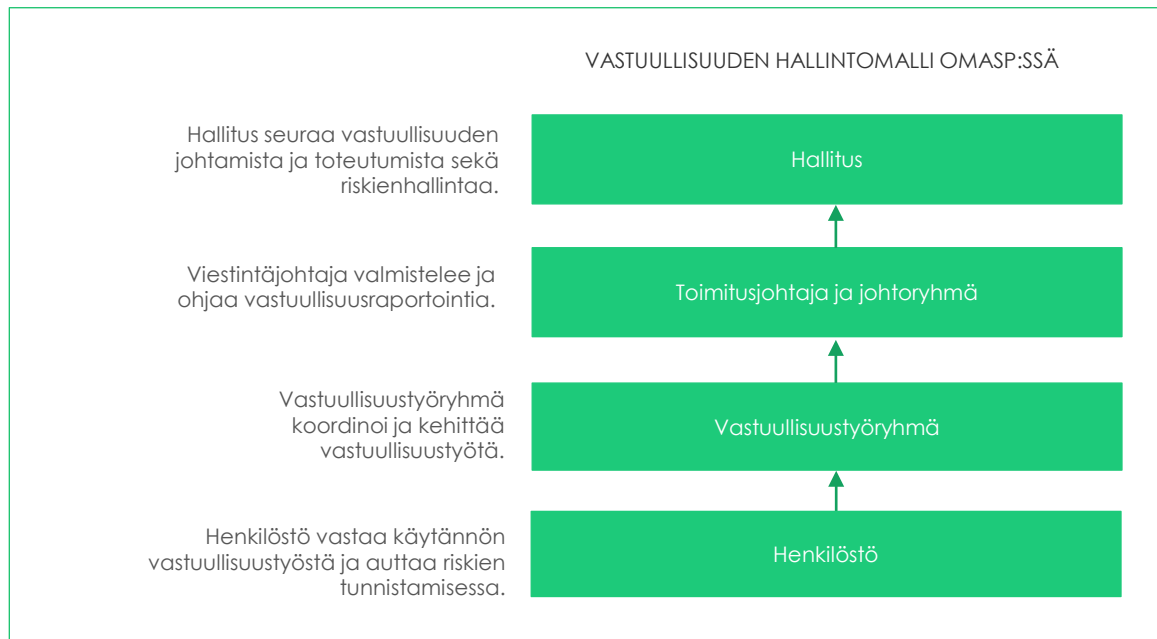 VASTUULLISUUDEN HALLINTOMALLI OMASP:SSÄ
Hallitus seuraa vastuullisuuden
johtamista ja toteutumista sekä
riskienhallintaa.
Hallitus
Viestintäjohtaja valmistelee ja
ohjaa vastuullisuusraportointia.
Toimitusjohtaja ja johtoryhmä
Vastuullisuustyöryhmä
koordinoi ja kehittää
vastuullisuustyötä.
Vastuullisuustyöryhmä
Henkilöstö vastaa käytännön
vastuullisuustyöstä ja auttaa riskien
tunnistamisessa.
Henkilöstö